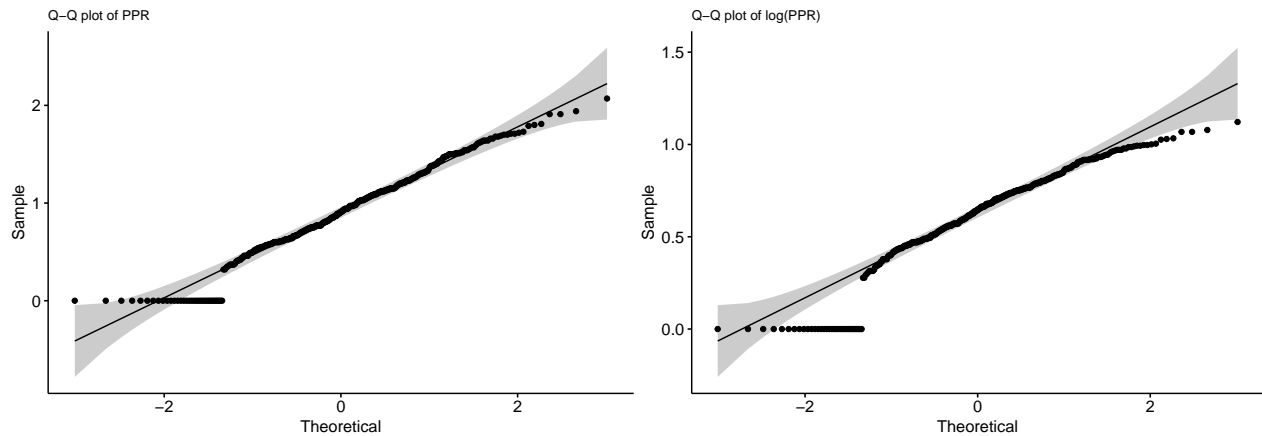 Q−Q plot of PPR
2
1
0
Sample
−2
0
2
Theoretical
Q−Q plot of log(PPR)
1.5
1.0
0.5
0.0
Sample
−2
0
2
Theoretical